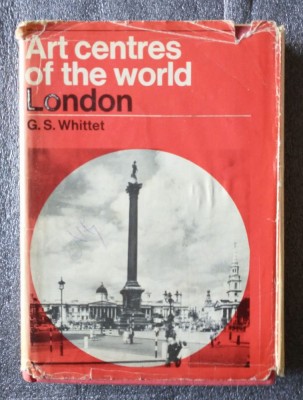 Art centres
of the world
London
G. S. Whittet